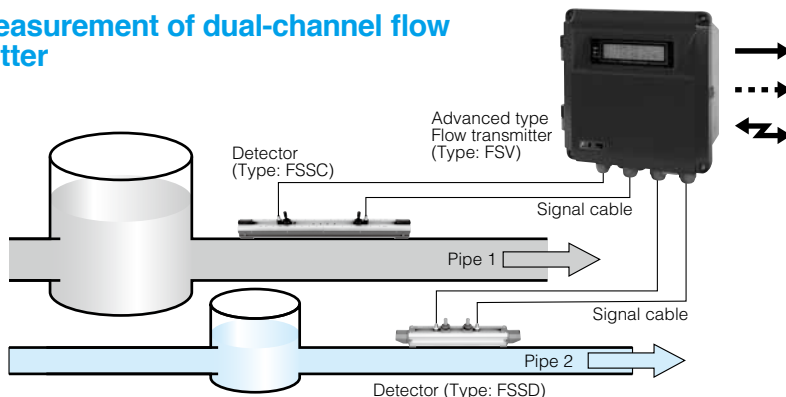 easurement of dual-channel flow
tter
Advanced type
Flow transmitter
(Type: FSV)
Detector
(Type: FSSC)
Signal cable
Pipe 1
Signal cable
Pipe 2
Detector (Type: FSSD)